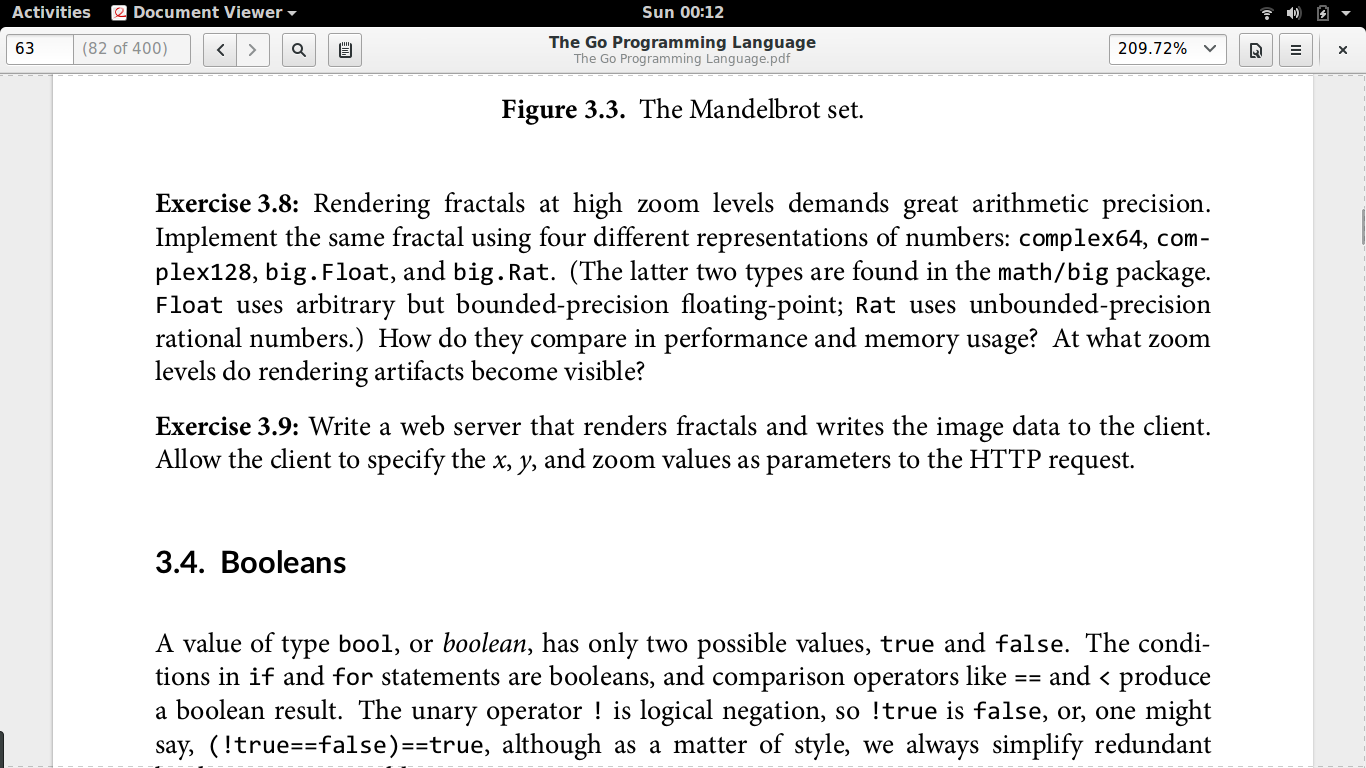 Activities Document Viewer Sun 00:12
63 (82 of 400) The Go Programming Language 209.72%
The Go Programming Language.pdf
Figure 3.3. The Mandelbrot set.
Exercise 3.8: Rendering fractals at high zoom levels demands great arithmetic precision.
Implement the same fractal using four different representations of numbers: complex64, com-
plex128, big.Float, and big.Rat. (The latter two types are found in the math/big package.
Float uses arbitrary but bounded-precision floating-point; Rat uses unbounded-precision
rational numbers.) How do they compare in performance and memory usage? At what zoom
levels do rendering artifacts become visible?
Exercise 3.9: Write a web server that renders fractals and writes the image data to the client.
Allow the client to specify the x, y, and zoom values as parameters to the HTTP request.
3.4. Booleans
A value of type bool, or boolean, has only two possible values, true and false. The condi-
tions in if and for statements are booleans, and comparison operators like == and < produce
a boolean result. The unary operator ! is logical negation, so !true is false, or, one might
say, (!true==false)==true, although as a matter of style, we always simplify redundant